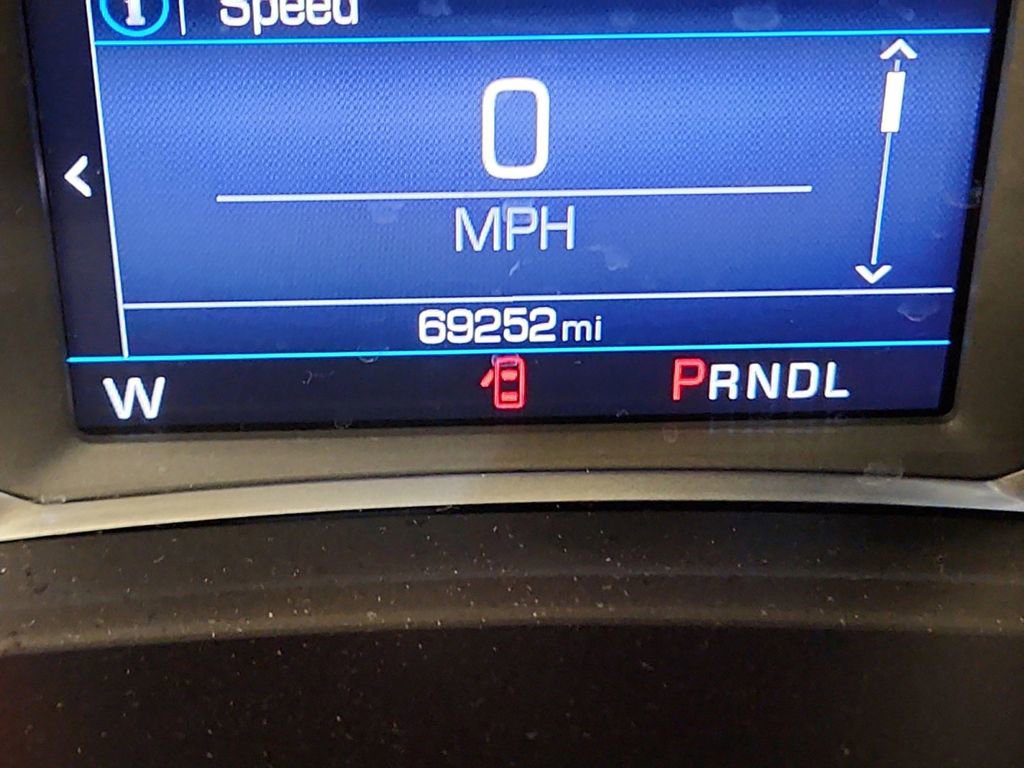 Speed
0
MPH
69252 mi
W PRNDL